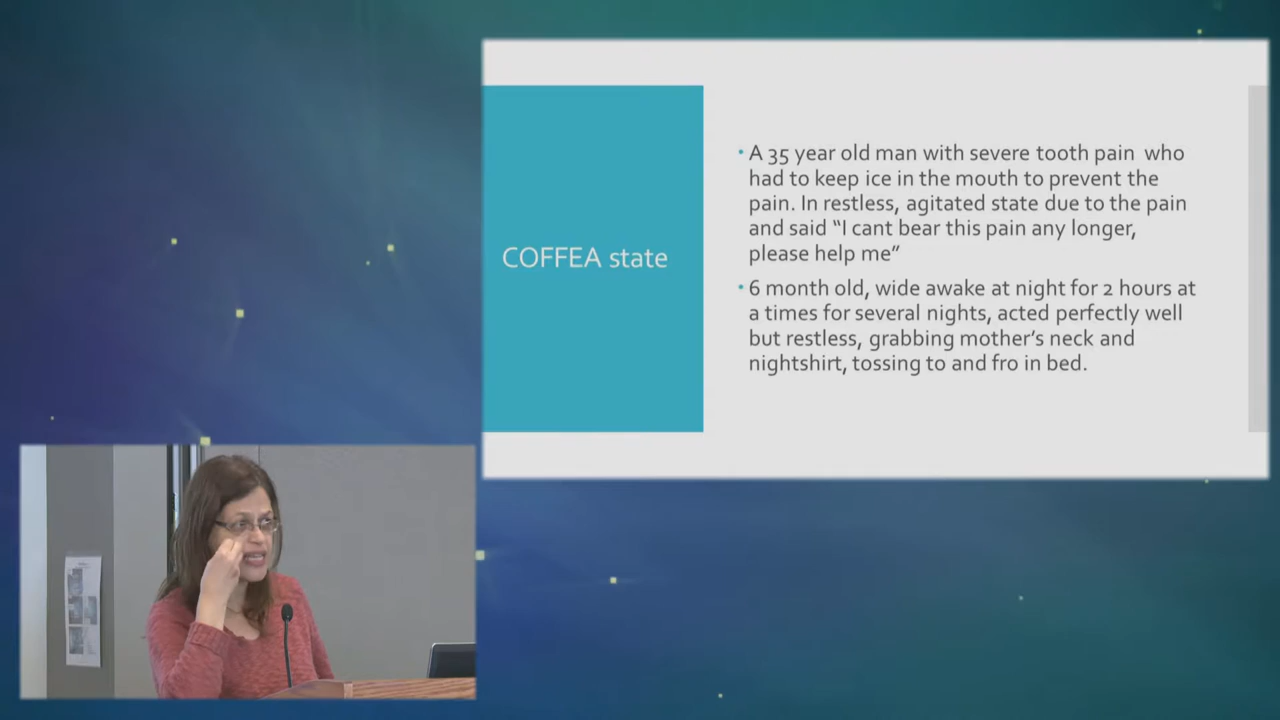 COFFEA state
• A 35 year old man with severe tooth pain who
had to keep ice in the mouth to prevent the
pain. In restless, agitated state due to the pain
and said “I cant bear this pain any longer,
please help me”
• 6 month old, wide awake at night for 2 hours at
a times for several nights, acted perfectly well
but restless, grabbing mother’s neck and
nightshirt, tossing to and fro in bed.